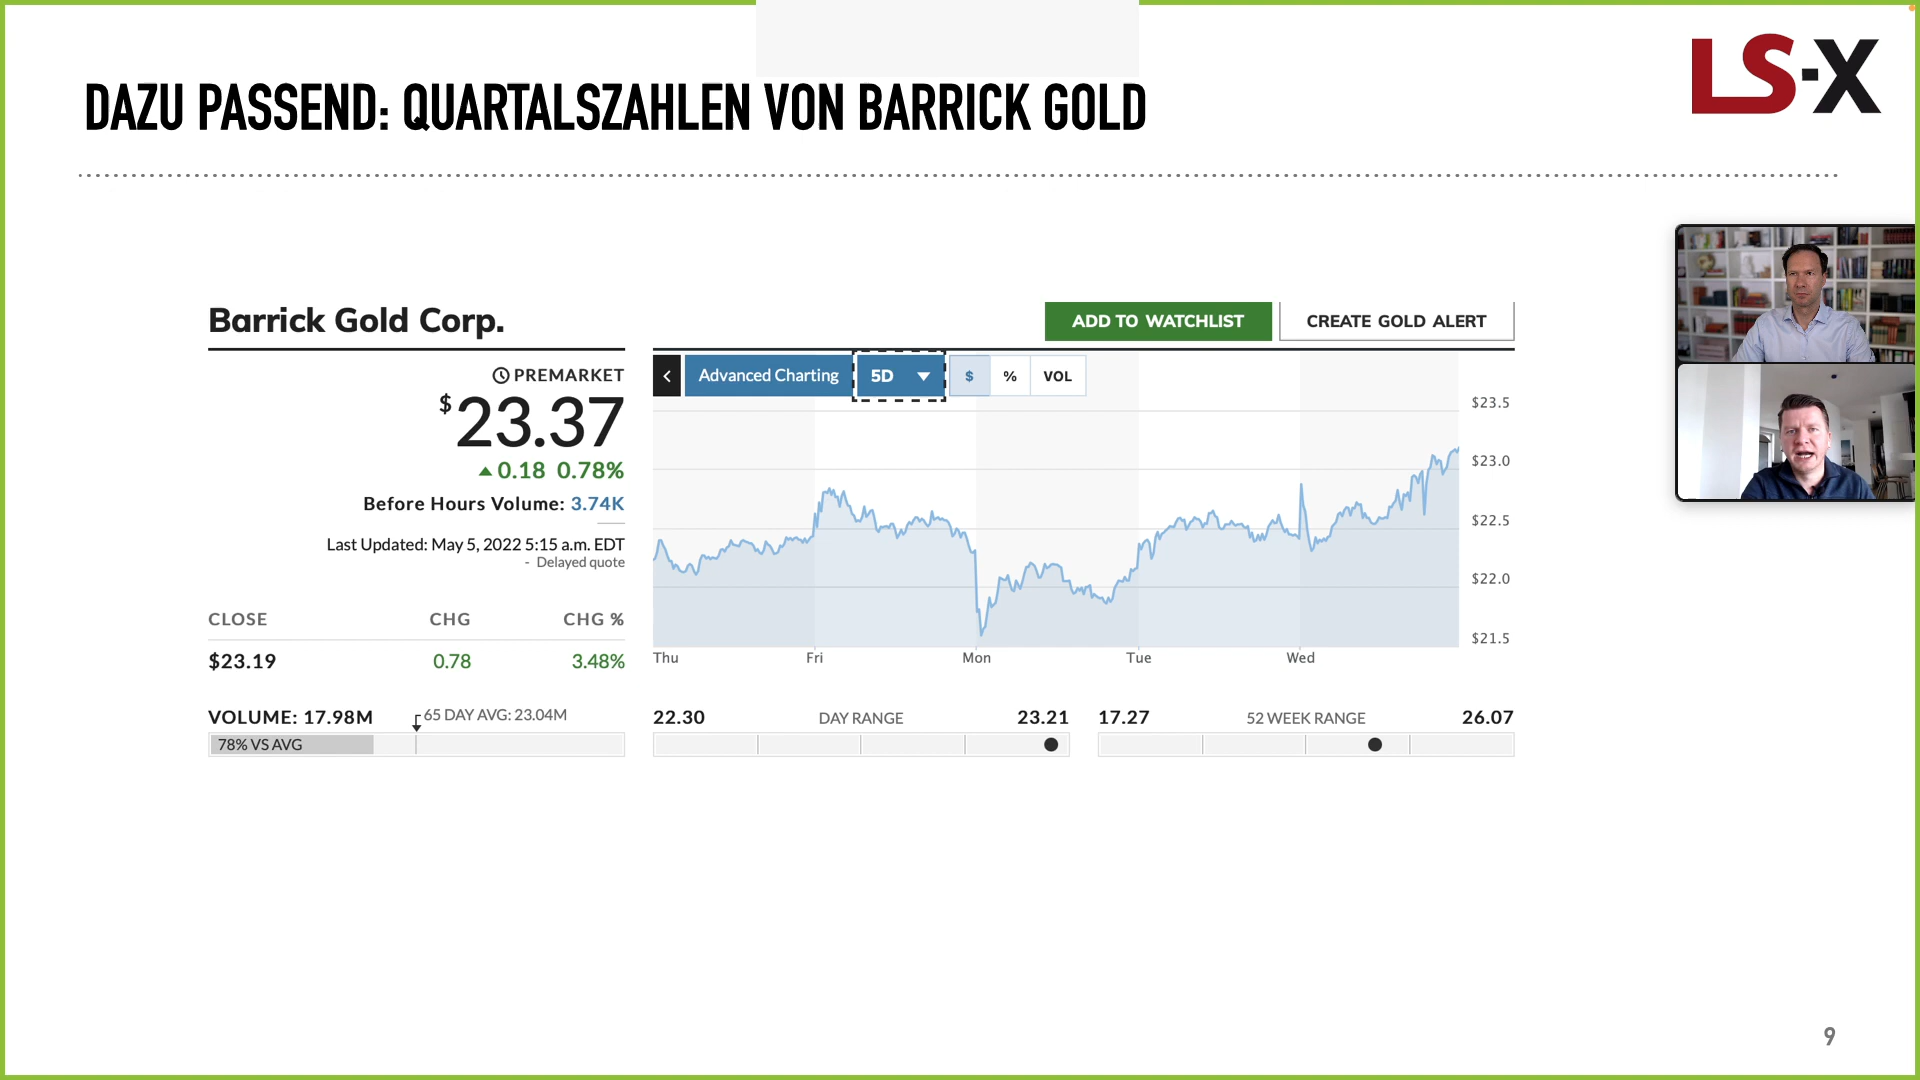 LS-X
DAZU PASSEND: QUARTALSZAHLEN VON BARRICK GOLD
Barrick Gold Corp.
ADD TO WATCHLIST
CREATE GOLD ALERT
PREMARKET
$23.37
0.18 0.78%
Before Hours Volume: 3.74K
Last Updated: May 5, 2022 5:15 a.m. EDT
- Delayed quote
CLOSE CHG CHG %
$23.19 0.78 3.48%
VOLUME: 17.98M 65 DAY AVG: 23.04M
78% VS AVG
Advanced Charting 5D $ % VOL
$23.5
$23.0
$22.5
$22.0
$21.5
Thu Fri Mon Tue Wed
22.30 DAY RANGE 23.21
17.27 52 WEEK RANGE 26.07
9